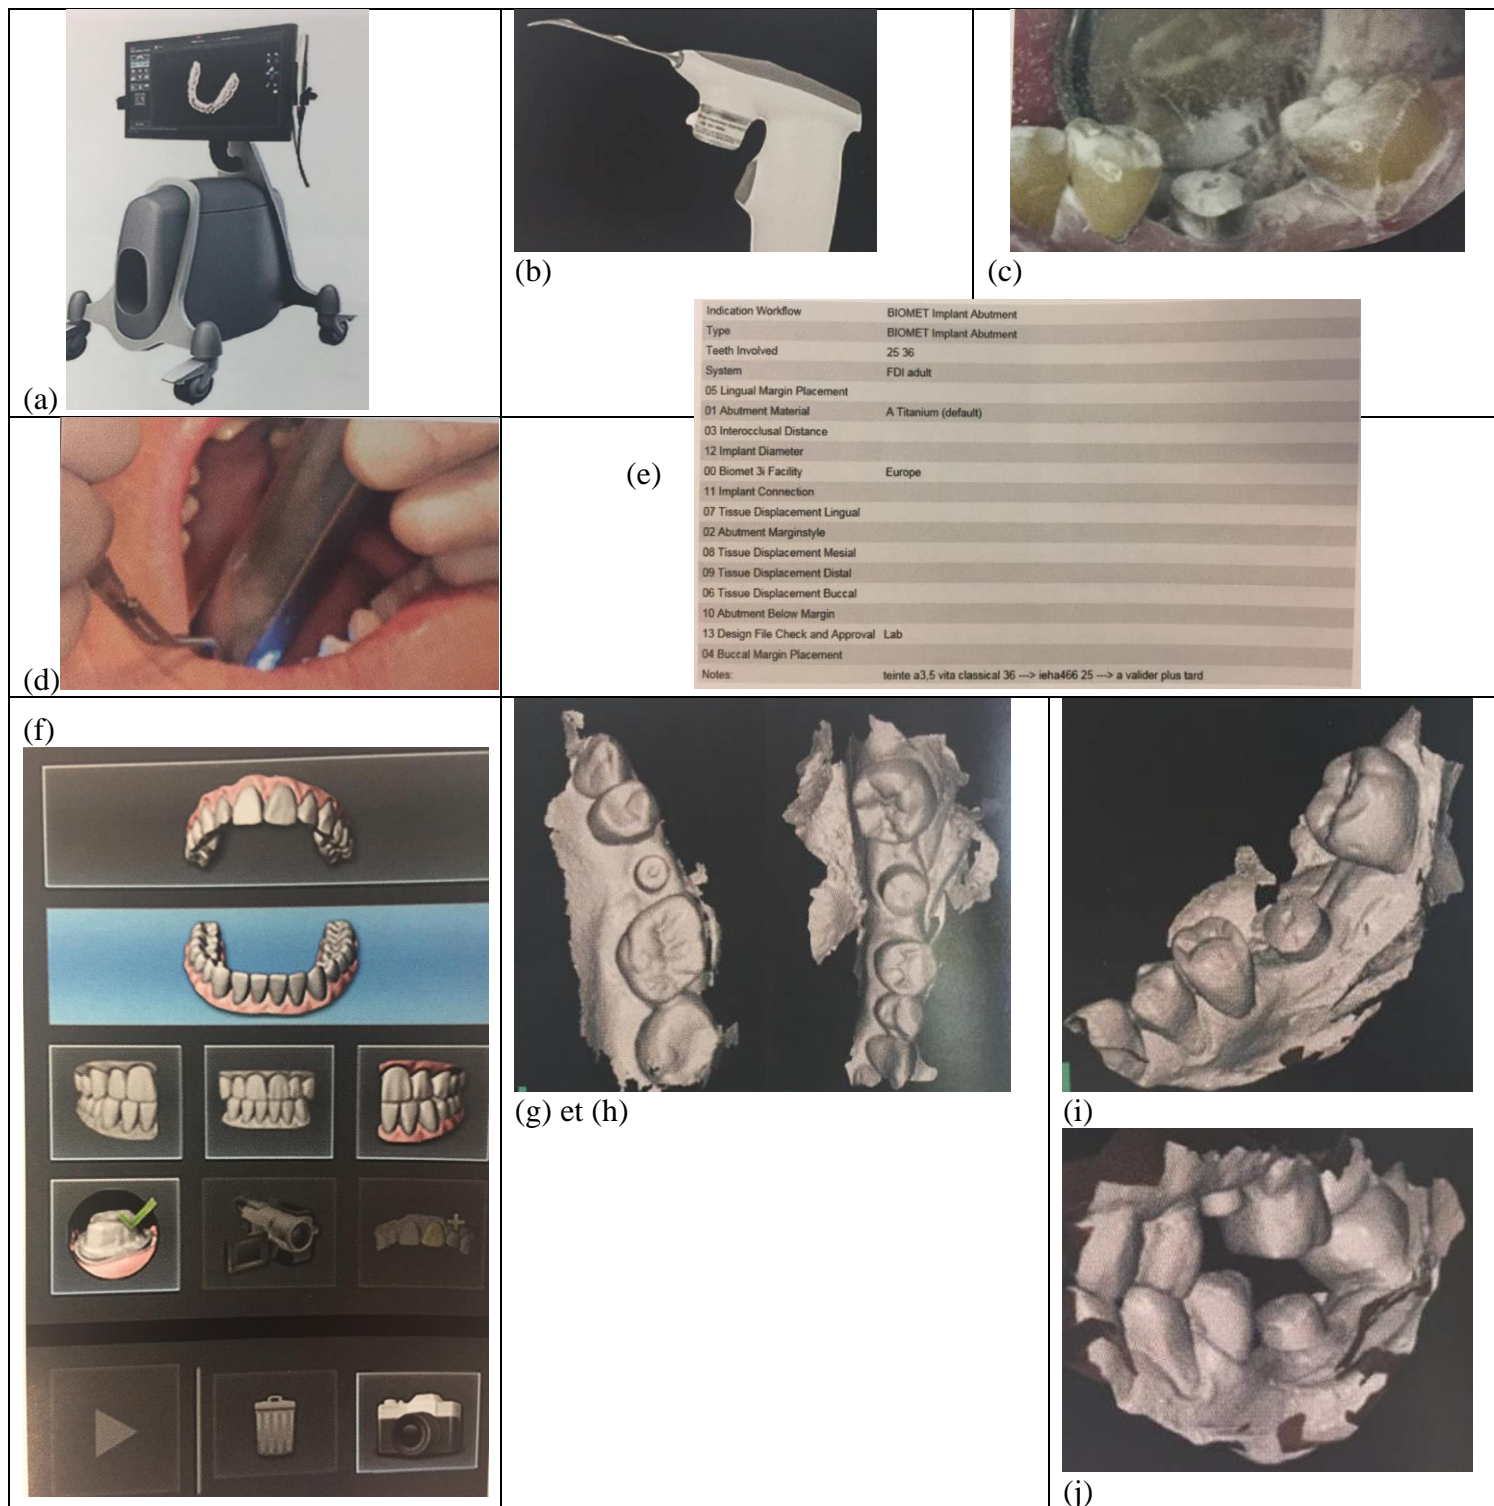 (a)
(b)
(c)
(d)
(e)
Indication Workflow BIOMET Implant Abutment
Type BIOMET Implant Abutment
Teeth Involved 25 36
System FDI adult
05 Lingual Margin Placement
01 Abutment Material A Titanium (default)
03 Interocclusal Distance
12 Implant Diameter
00 Biomet 3i Facility Europe
11 Implant Connection
07 Tissue Displacement Lingual
02 Abutment Marginstyle
08 Tissue Displacement Mesial
09 Tissue Displacement Distal
06 Tissue Displacement Buccal
10 Abutment Below Margin
13 Design File Check and Approval Lab
04 Buccal Margin Placement
Notes: teinte a3,5 vita classical 36 ---> ieha466 25 ---> a valider plus tard
(f)
(g) et (h)
(i)
(j)